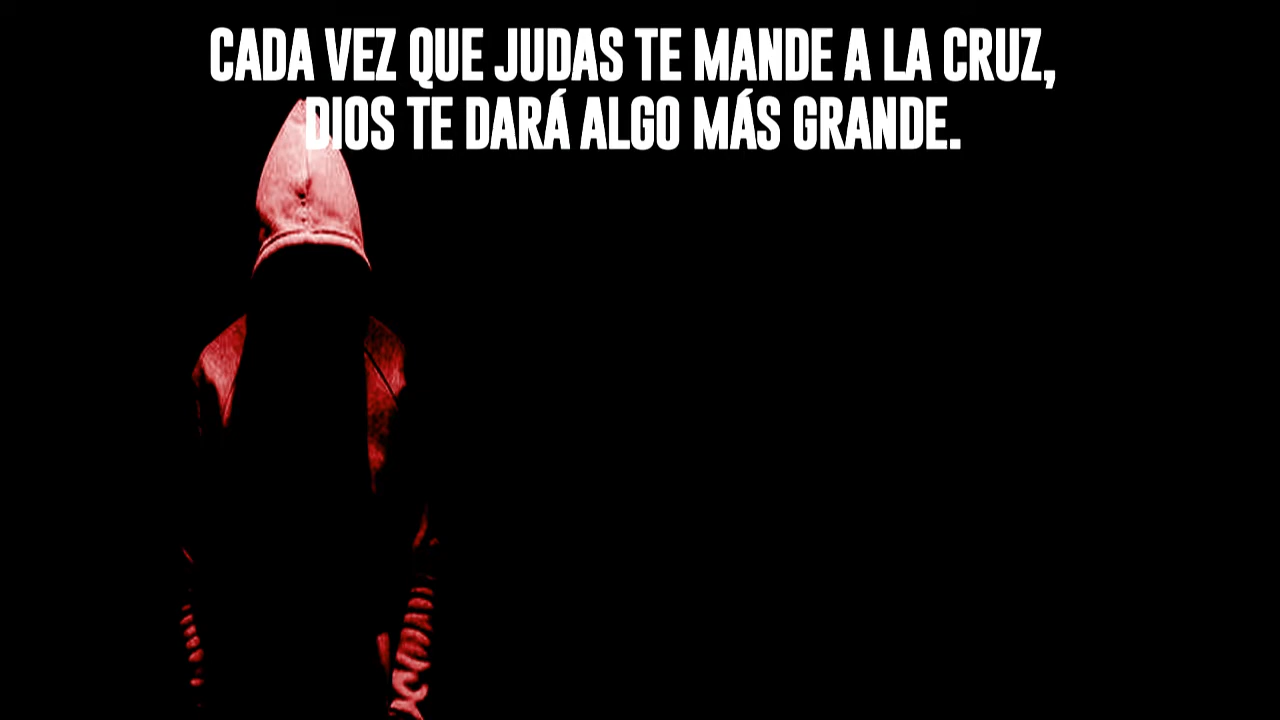 CADA VEZ QUE JUDAS TE MANDE A LA CRUZ,
DIOS TE DARÁ ALGO MÁS GRANDE.